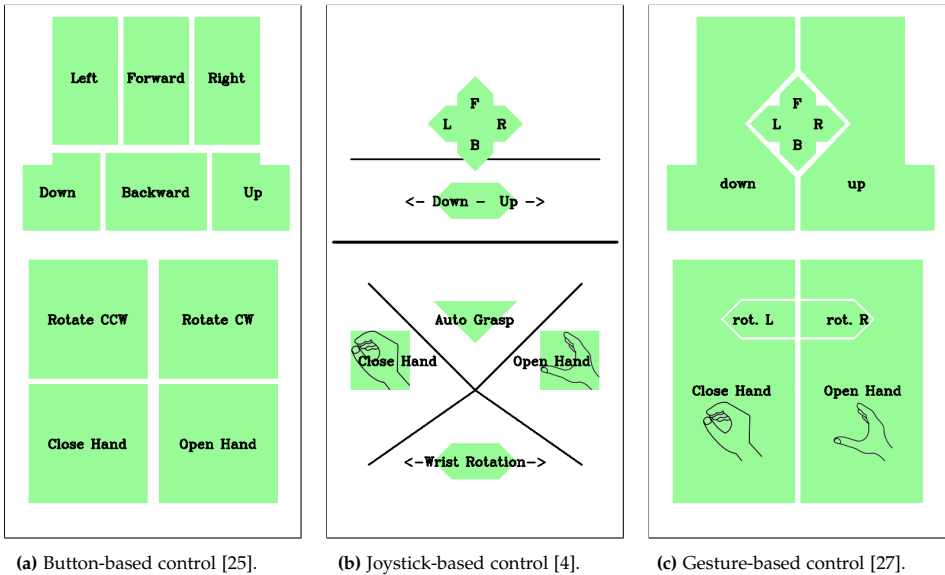 Left Forward Right
Down Backward Up
Rotate CCW Rotate CW
Close Hand Open Hand
(a) Button-based control [25].
F
L R
B
<- Down - Up ->
Auto Grasp
Close Hand Open Hand
<-Wrist Rotation->
(b) Joystick-based control [4].
F
L R
B
down up
rot. L rot. R
Close Hand Open Hand
(c) Gesture-based control [27].